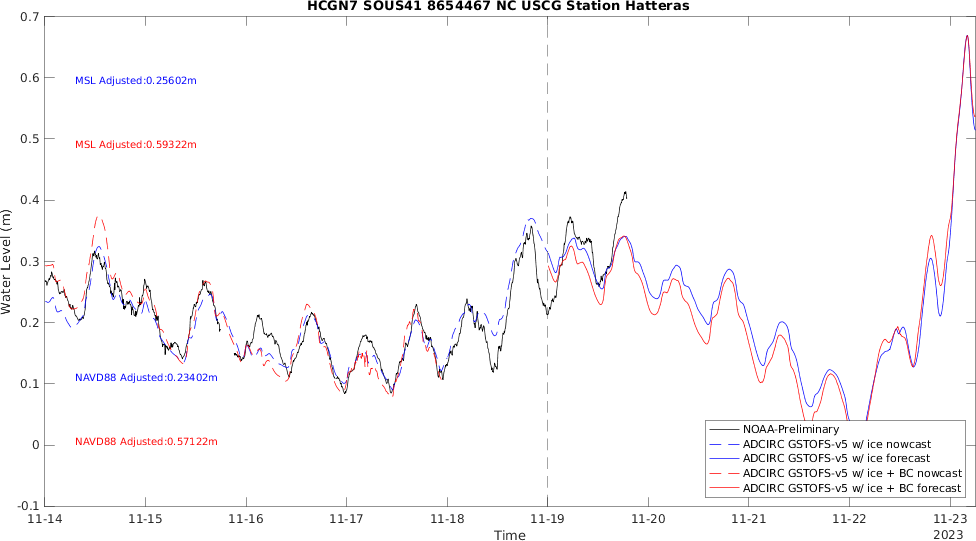 HCGN7 SOUS41 8654467 NC USCG Station Hatteras
0.7
0.6
0.5
0.4
0.3
0.2
0.1
0
-0.1
Water Level (m)
MSL Adjusted:0.25602m
MSL Adjusted:0.59322m
NAVD88 Adjusted:0.23402m
NAVD88 Adjusted:0.57122m
NOAA-Preliminary
ADCIRC GSTOFS-v5 w/ ice nowcast
ADCIRC GSTOFS-v5 w/ ice forecast
ADCIRC GSTOFS-v5 w/ ice + BC nowcast
ADCIRC GSTOFS-v5 w/ ice + BC forecast
11-14 11-15 11-16 11-17 11-18 11-19 11-20 11-21 11-22 11-23
2023
Time